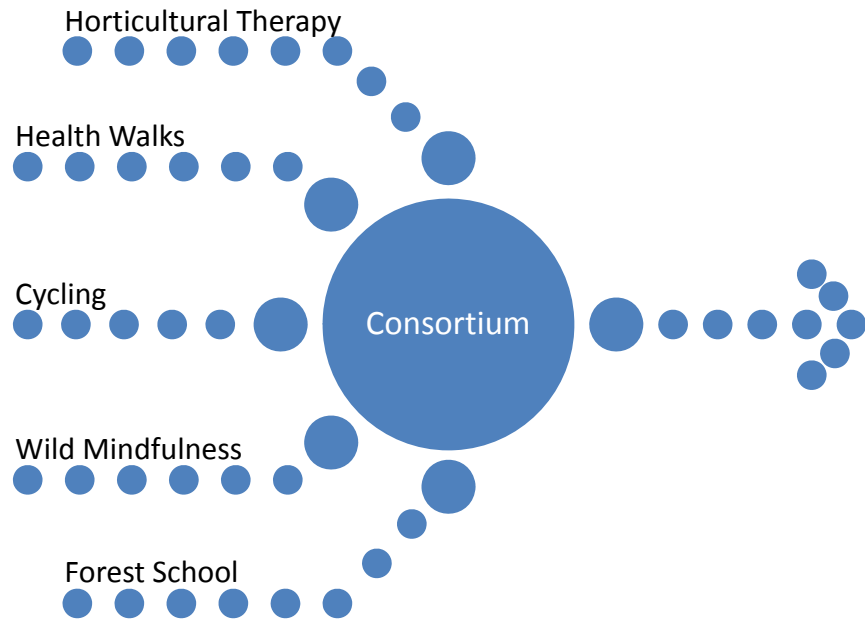 Horticultural Therapy
Health Walks
Cycling
Consortium
Wild Mindfulness
Forest School